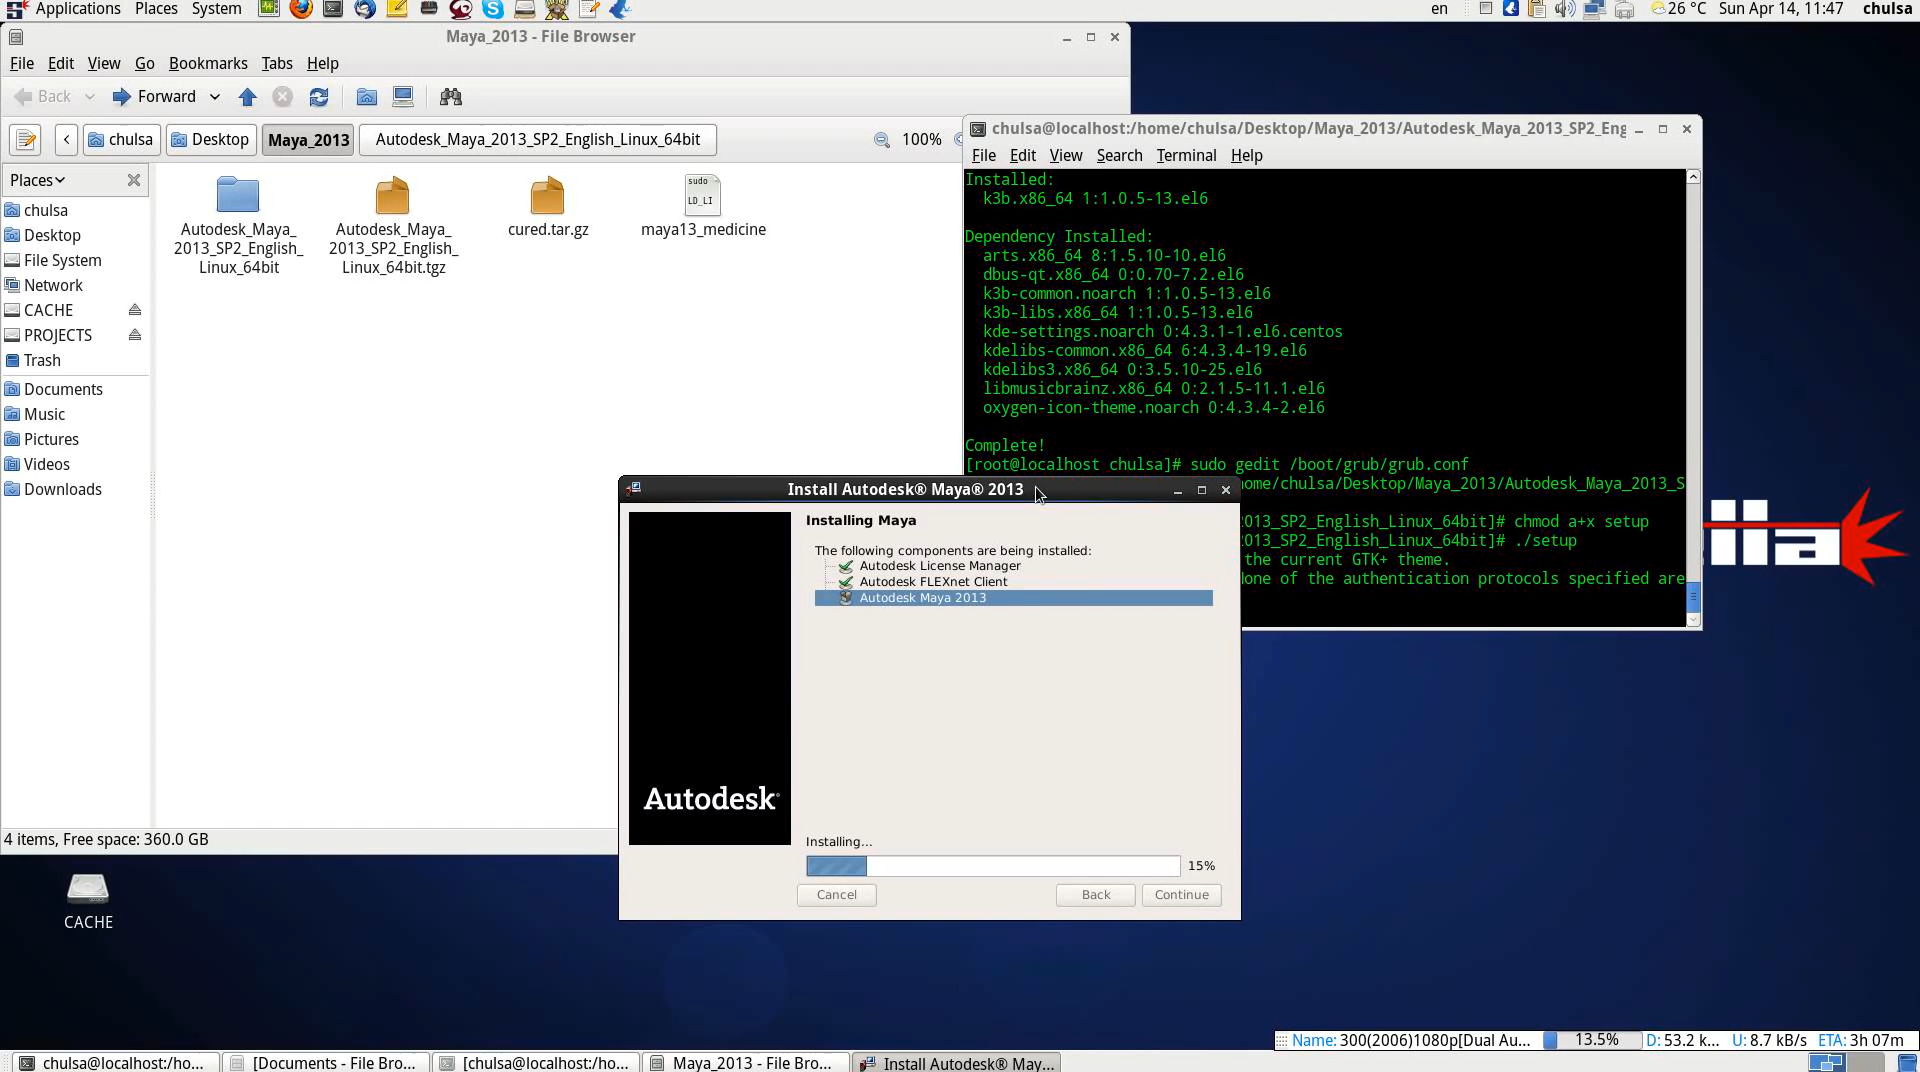 Applications Places System
en 26 °C Sun Apr 14, 11:47 chulsa
Maya_2013 - File Browser
File Edit View Go Bookmarks Tabs Help
Back Forward
chulsa Desktop Maya_2013 Autodesk_Maya_2013_SP2_English_Linux_64bit 100%
Places
chulsa
Desktop
File System
Network
CACHE
PROJECTS
Trash
Documents
Music
Pictures
Videos
Downloads
Autodesk_Maya_
2013_SP2_English_
Linux_64bit
Autodesk_Maya_
2013_SP2_English_
Linux_64bit.tgz
cured.tar.gz
sudo
LD_LI
maya13_medicine
4 items, Free space: 360.0 GB
chulsa@localhost:/home/chulsa/Desktop/Maya_2013/Autodesk_Maya_2013_SP2_Eng
File Edit View Search Terminal Help
Installed:
k3b.x86_64 1:1.0.5-13.el6
Dependency Installed:
arts.x86_64 8:1.5.10-10.el6
dbus-qt.x86_64 0:0.70-7.2.el6
k3b-common.noarch 1:1.0.5-13.el6
k3b-libs.x86_64 1:1.0.5-13.el6
kde-settings.noarch 0:4.3.1-1.el6.centos
kdelibs-common.x86_64 6:4.3.4-19.el6
kdelibs3.x86_64 0:3.5.10-25.el6
libmusicbrainz.x86_64 0:2.1.5-11.1.el6
oxygen-icon-theme.noarch 0:4.3.4-2.el6
Complete!
[root@localhost chulsa]# sudo gedit /boot/grub/grub.conf
home/chulsa/Desktop/Maya_2013/Autodesk_Maya_2013_S
2013_SP2_English_Linux_64bit]# chmod a+x setup
2013_SP2_English_Linux_64bit]# ./setup
the current GTK+ theme.
None of the authentication protocols specified are
Install Autodesk® Maya® 2013
Installing Maya
The following components are being installed:
Autodesk License Manager
Autodesk FLEXnet Client
Autodesk Maya 2013
Autodesk
Installing...
15%
Cancel Back Continue
CACHE
Name: 300(2006)1080p[Dual Au... 13.5% D: 53.2 k... U: 8.7 kB/s ETA: 3h 07m
chulsa@localhost:/ho... [Documents - File Bro... [chulsa@localhost:/ho... Maya_2013 - File Bro... Install Autodesk® May...